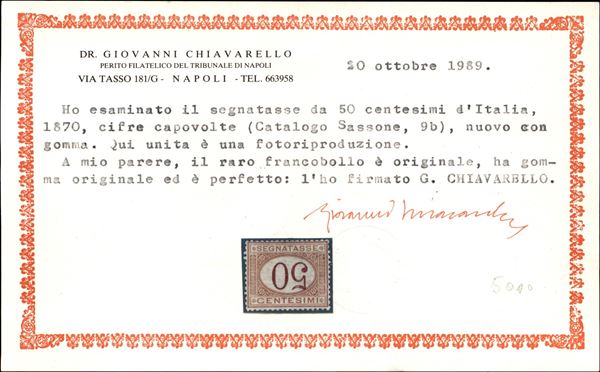 DR. GIOVANNI CHIAVARELLO
PERITO FILATELICO DEL TRIBUNALE DI NAPOLI
VIA TASSO 181/G - NAPOLI - TEL. 663958
20 ottobre 1989.
Ho esaminato il segnatasse da 50 centesimi d'Italia,
1870, cifre capovolte (Catalogo Sassone, 9b), nuovo con
gomma. Qui unita è una fotoriproduzione.
A mio parere, il raro francobollo è originale, ha gom-
ma originale ed è perfetto: l'ho firmato G. CHIAVARELLO.
SEGNATASSE
50
CENTESIMI
5000